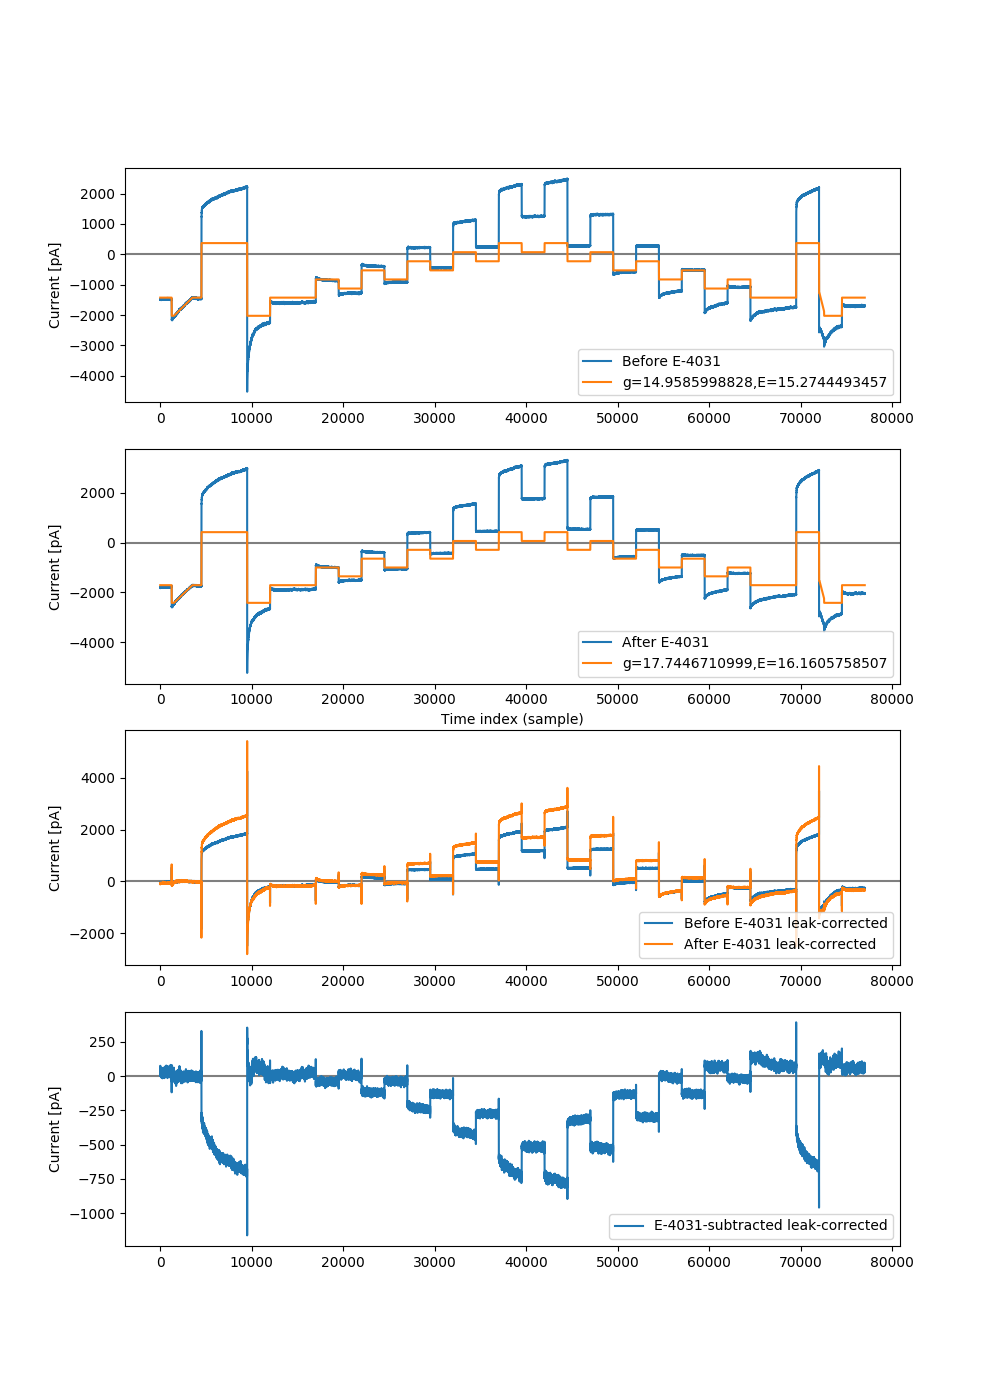 2000
1000
0
−1000
−2000
−3000
−4000
Current [pA]
Before E-4031
g=14.9585998828,E=15.2744493457
0 10000 20000 30000 40000 50000 60000 70000 80000
2000
0
−2000
−4000
Current [pA]
After E-4031
g=17.7446710999,E=16.1605758507
0 10000 20000 30000 40000 50000 60000 70000 80000
Time index (sample)
4000
2000
0
−2000
Current [pA]
Before E-4031 leak-corrected
After E-4031 leak-corrected
0 10000 20000 30000 40000 50000 60000 70000 80000
250
0
−250
−500
−750
−1000
Current [pA]
E-4031-subtracted leak-corrected
0 10000 20000 30000 40000 50000 60000 70000 80000